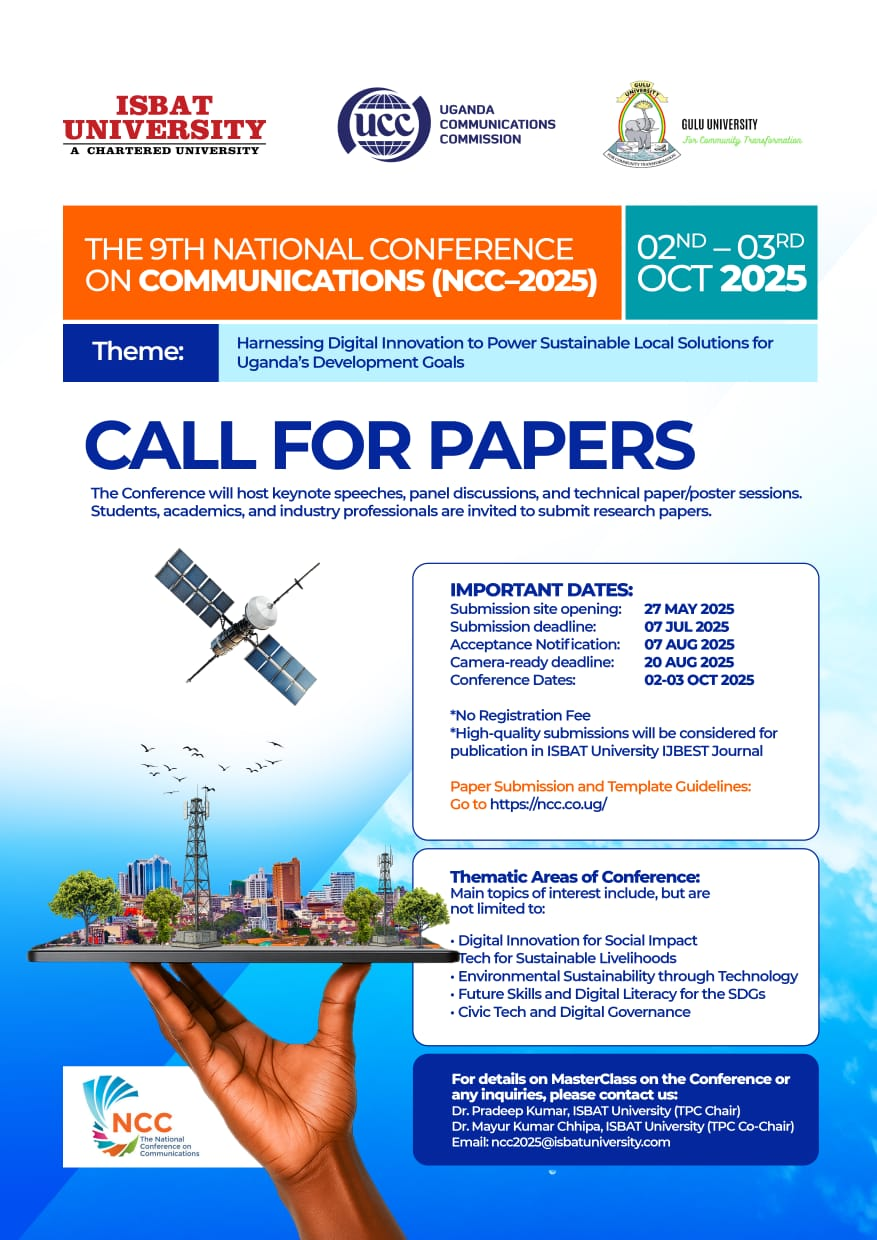 ISBAT
UNIVERSITY
A CHARTERED UNIVERSITY
ucc
UGANDA
COMMUNICATIONS
COMMISSION
GULU
UNIVERSITY
FOR COMMUNITY TRANSFORMATION
GULU UNIVERSITY
For Community Transformation
THE 9TH NATIONAL CONFERENCE
ON COMMUNICATIONS (NCC–2025)
02ND – 03RD
OCT 2025
Theme:
Harnessing Digital Innovation to Power Sustainable Local Solutions for
Uganda's Development Goals
CALL FOR PAPERS
The Conference will host keynote speeches, panel discussions, and technical paper/poster sessions.
Students, academics, and industry professionals are invited to submit research papers.
IMPORTANT DATES:
Submission site opening: 27 MAY 2025
Submission deadline: 07 JUL 2025
Acceptance Notification: 07 AUG 2025
Camera-ready deadline: 20 AUG 2025
Conference Dates: 02-03 OCT 2025
*No Registration Fee
*High-quality submissions will be considered for
publication in ISBAT University IJBEST Journal
Paper Submission and Template Guidelines:
Go to https://ncc.co.ug/
Thematic Areas of Conference:
Main topics of interest include, but are
not limited to:
• Digital Innovation for Social Impact
Tech for Sustainable Livelihoods
• Environmental Sustainability through Technology
• Future Skills and Digital Literacy for the SDGs
• Civic Tech and Digital Governance
For details on MasterClass on the Conference or
any inquiries, please contact us:
Dr. Pradeep Kumar, ISBAT University (TPC Chair)
Dr. Mayur Kumar Chhipa, ISBAT University (TPC Co-Chair)
Email: ncc2025@isbatuniversity.com
NCC
The National
Conference on
Communications